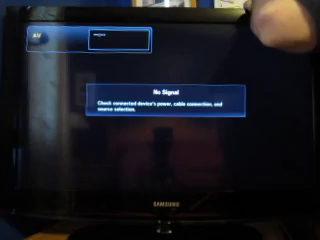 AV
No Signal
Check connected device's power, cable connection, and
source selection.
SAMSUNG